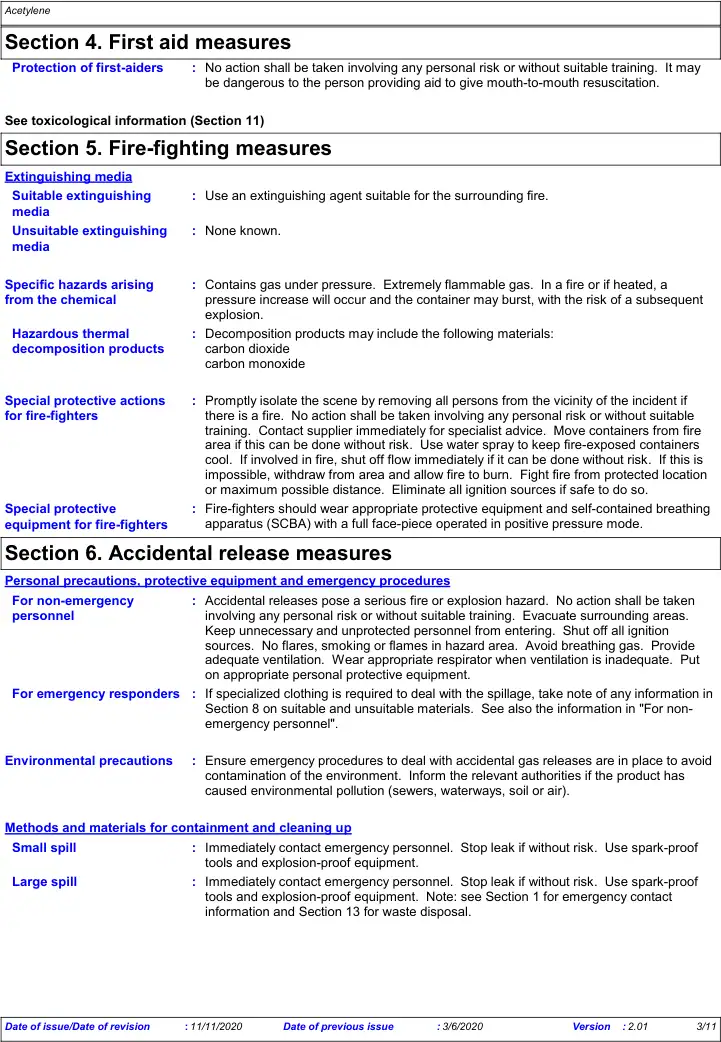 Acetylene
Section 4. First aid measures
Protection of first-aiders : No action shall be taken involving any personal risk or without suitable training.  It may
be dangerous to the person providing aid to give mouth-to-mouth resuscitation.
See toxicological information (Section 11)
Section 5. Fire-fighting measures
Extinguishing media
Suitable extinguishing : Use an extinguishing agent suitable for the surrounding fire.
media
Unsuitable extinguishing : None known.
media
Specific hazards arising : Contains gas under pressure.  Extremely flammable gas.  In a fire or if heated, a
from the chemical pressure increase will occur and the container may burst, with the risk of a subsequent
explosion.
Hazardous thermal : Decomposition products may include the following materials:
decomposition products carbon dioxide
carbon monoxide
Special protective actions : Promptly isolate the scene by removing all persons from the vicinity of the incident if
for fire-fighters there is a fire.  No action shall be taken involving any personal risk or without suitable
training.  Contact supplier immediately for specialist advice.  Move containers from fire
area if this can be done without risk.  Use water spray to keep fire-exposed containers
cool.  If involved in fire, shut off flow immediately if it can be done without risk.  If this is
impossible, withdraw from area and allow fire to burn.  Fight fire from protected location
or maximum possible distance.  Eliminate all ignition sources if safe to do so.
Special protective : Fire-fighters should wear appropriate protective equipment and self-contained breathing
equipment for fire-fighters apparatus (SCBA) with a full face-piece operated in positive pressure mode.
Section 6. Accidental release measures
Personal precautions, protective equipment and emergency procedures
For non-emergency : Accidental releases pose a serious fire or explosion hazard.  No action shall be taken
personnel involving any personal risk or without suitable training.  Evacuate surrounding areas.
Keep unnecessary and unprotected personnel from entering.  Shut off all ignition
sources.  No flares, smoking or flames in hazard area.  Avoid breathing gas.  Provide
adequate ventilation.  Wear appropriate respirator when ventilation is inadequate.  Put
on appropriate personal protective equipment.
For emergency responders : If specialized clothing is required to deal with the spillage, take note of any information in
Section 8 on suitable and unsuitable materials.  See also the information in "For non-
emergency personnel".
Environmental precautions : Ensure emergency procedures to deal with accidental gas releases are in place to avoid
contamination of the environment.  Inform the relevant authorities if the product has
caused environmental pollution (sewers, waterways, soil or air).
Methods and materials for containment and cleaning up
Small spill : Immediately contact emergency personnel.  Stop leak if without risk.  Use spark-proof
tools and explosion-proof equipment.
Large spill : Immediately contact emergency personnel.  Stop leak if without risk.  Use spark-proof
tools and explosion-proof equipment.  Note: see Section 1 for emergency contact
information and Section 13 for waste disposal.
Date of issue/Date of revision : 11/11/2020 Date of previous issue : 3/6/2020 Version : 2.01 3/11